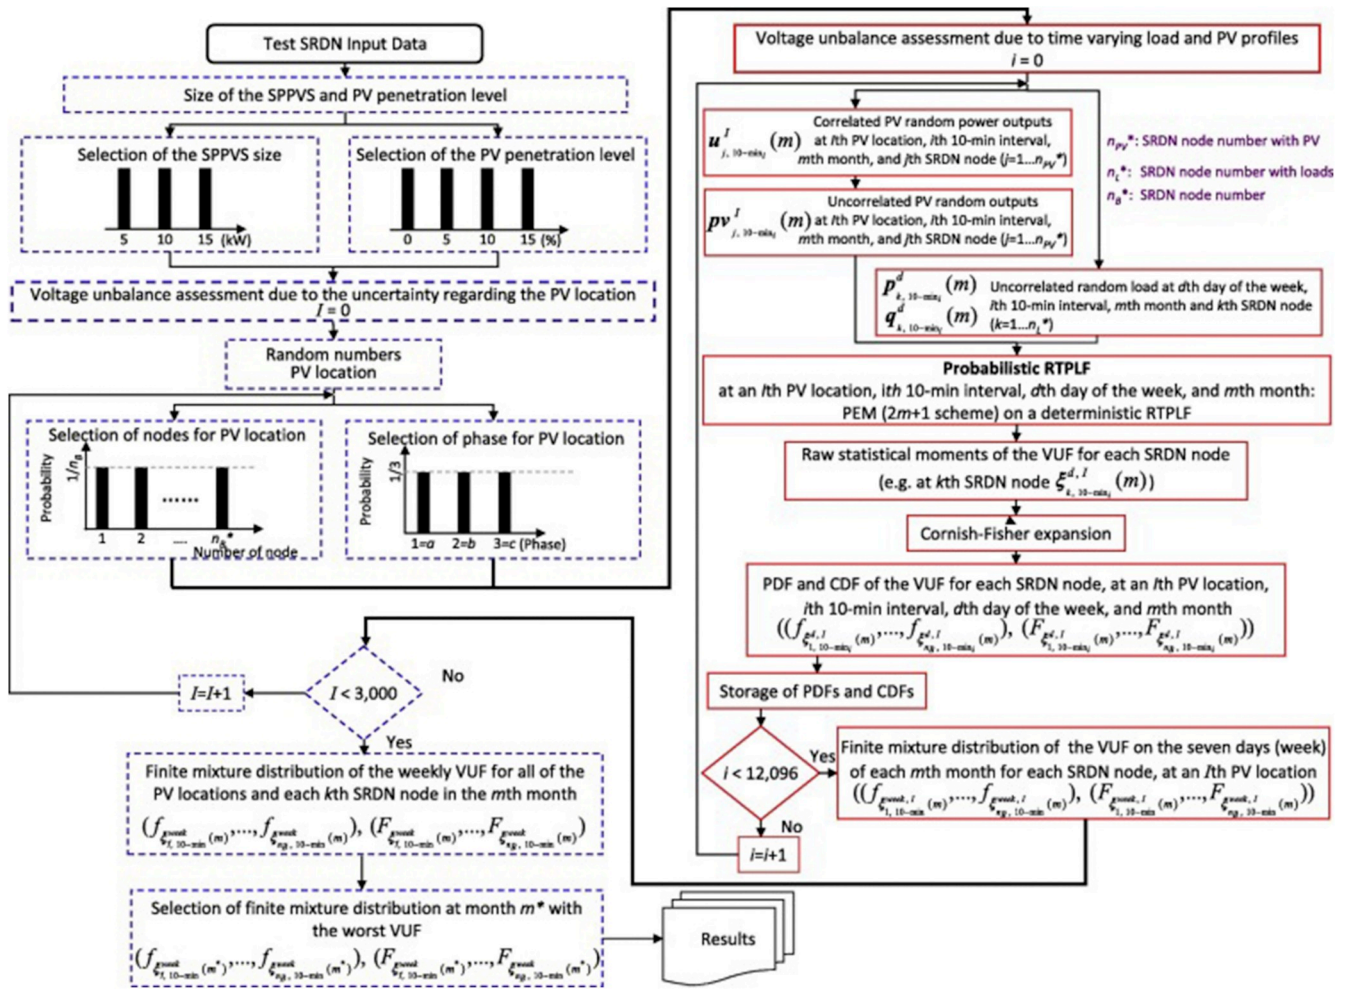 Test SRDN Input Data
Size of the SPPVS and PV penetration level
Selection of the SPPVS size
5 10 15 (kW)
Selection of the PV penetration level
0 5 10 15 (%)
Voltage unbalance assessment due to the uncertainty regarding the PV location
I = 0
Random numbers
PV location
Selection of nodes for PV location
Probability
1/n_B
......
1 2 .... n_B*
Number of node
Selection of phase for PV location
Probability
1/3
1=a 2=b 3=c (Phase)
I < 3,000
No
I=I+1
Yes
Finite mixture distribution of the weekly VUF for all of the
PV locations and each kth SRDN node in the mth month
Selection of finite mixture distribution at month m* with
the worst VUF
Results
Voltage unbalance assessment due to time varying load and PV profiles
i = 0
Correlated PV random power outputs
u^I_{j, 10-min_i} (m) at Ith PV location, ith 10-min interval,
mth month, and jth SRDN node (j=1...n_PV*)
Uncorrelated PV random outputs
pv^I_{j, 10-min_i} (m) at Ith PV location, ith 10-min interval,
mth month, and jth SRDN node (j=1...n_PV*)
n_PV*: SRDN node number with PV
n_L*: SRDN node number with loads
n_B*: SRDN node number
p^d_{k, 10-min_i} (m) Uncorrelated random load at dth day of the week,
q^d_{k, 10-min_i} (m) ith 10-min interval, mth month and kth SRDN node
(k=1...n_L*)
Probabilistic RTPLF
at an Ith PV location, ith 10-min interval, dth day of the week, and mth month:
PEM (2m+1 scheme) on a deterministic RTPLF
Raw statistical moments of the VUF for each SRDN node
(e.g. at kth SRDN node ξ^{d,I}_{k, 10-min_i} (m))
Cornish-Fisher expansion
PDF and CDF of the VUF for each SRDN node, at an Ith PV location,
ith 10-min interval, dth day of the week, and mth month
Storage of PDFs and CDFs
i < 12,096
Yes
No
i=i+1
Finite mixture distribution of the VUF on the seven days (week)
of each mth month for each SRDN node, at an Ith PV location